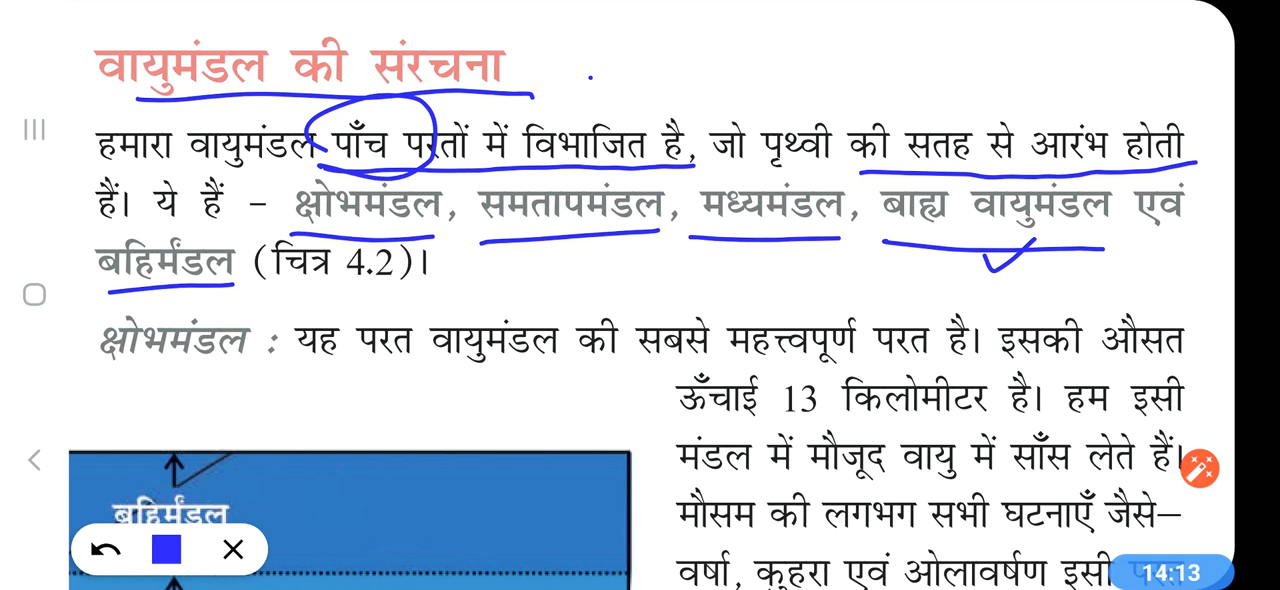 वायुमंडल की संरचना
हमारा वायुमंडल पाँच परतों में विभाजित है, जो पृथ्वी की सतह से आरंभ होती
हैं। ये हैं – क्षोभमंडल, समतापमंडल, मध्यमंडल, बाह्य वायुमंडल एवं
बहिर्मंडल (चित्र 4.2)।
क्षोभमंडल : यह परत वायुमंडल की सबसे महत्त्वपूर्ण परत है। इसकी औसत
ऊँचाई 13 किलोमीटर है। हम इसी
मंडल में मौजूद वायु में साँस लेते हैं।
मौसम की लगभग सभी घटनाएँ जैसे–
वर्षा, कुहरा एवं ओलावर्षण इसी
बहिर्मंडल
14:13